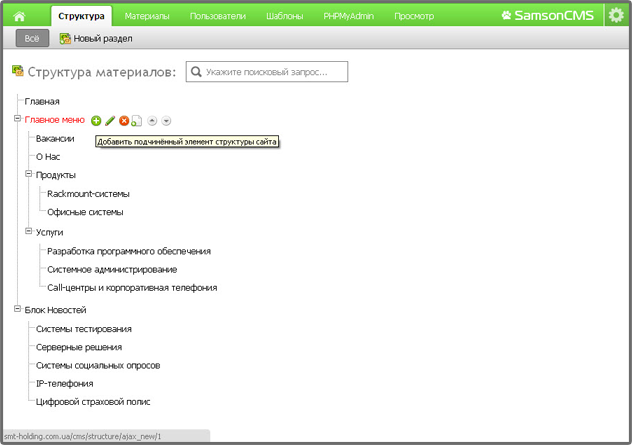 Структура Материалы Пользователи Шаблоны PHPMyAdmin Просмотр SamsonCMS
Всё Новый раздел
Структура материалов: Укажите поисковый запрос...
Главная
Главное меню
Вакансии
Добавить подчинённый элемент структуры сайта
О Нас
Продукты
Rackmount-системы
Офисные системы
Услуги
Разработка программного обеспечения
Системное администрирование
Call-центры и корпоративная телефония
Блок Новостей
Системы тестирования
Серверные решения
Системы социальных опросов
IP-телефония
Цифровой страховой полис
smt-holding.com.ua/cms/structure/ajax_new/1